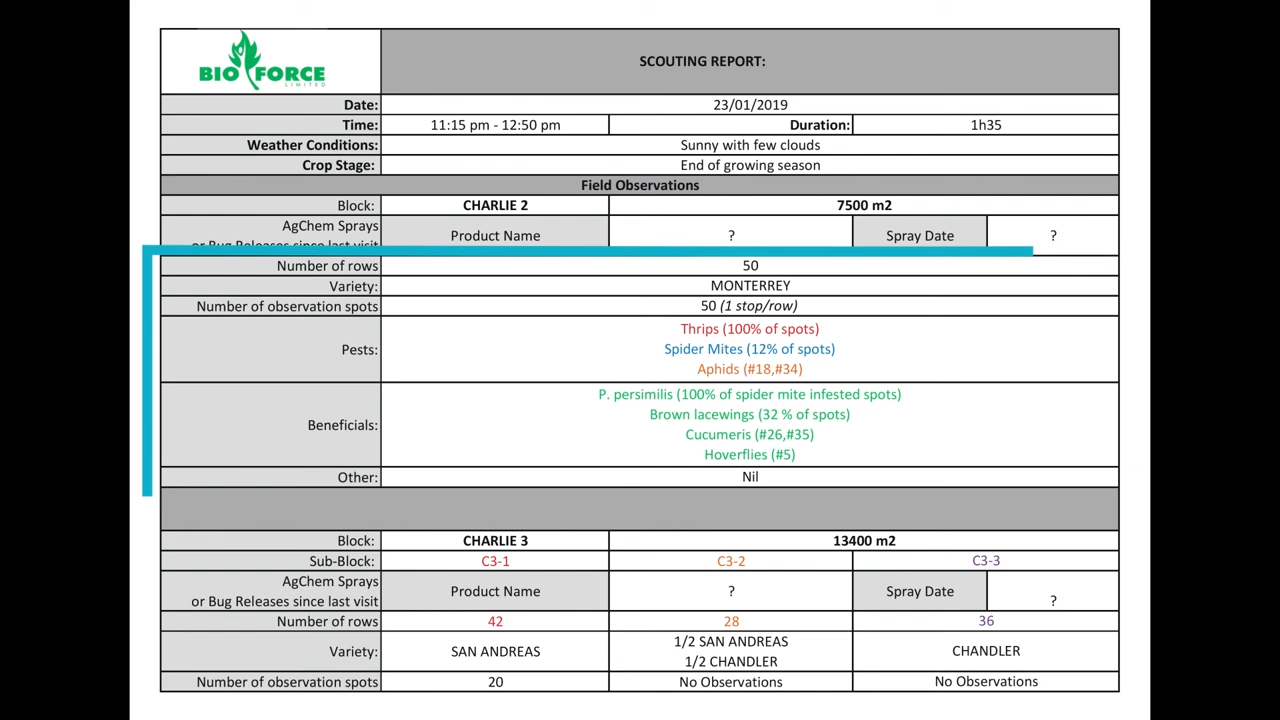 BIO FORCE
LIMITED
SCOUTING REPORT:
Date: 23/01/2019
Time: 11:15 pm - 12:50 pm Duration: 1h35
Weather Conditions: Sunny with few clouds
Crop Stage: End of growing season
Field Observations
Block: CHARLIE 2 7500 m2
AgChem Sprays
or Bug Releases since last visit Product Name ? Spray Date ?
Number of rows 50
Variety: MONTERREY
Number of observation spots 50 (1 stop/row)
Pests: Thrips (100% of spots)
Spider Mites (12% of spots)
Aphids (#18,#34)
Beneficials: P. persimilis (100% of spider mite infested spots)
Brown lacewings (32 % of spots)
Cucumeris (#26,#35)
Hoverflies (#5)
Other: Nil
Block: CHARLIE 3 13400 m2
Sub-Block: C3-1 C3-2 C3-3
AgChem Sprays
or Bug Releases since last visit Product Name ? Spray Date ?
Number of rows 42 28 36
Variety: SAN ANDREAS 1/2 SAN ANDREAS
1/2 CHANDLER CHANDLER
Number of observation spots 20 No Observations No Observations